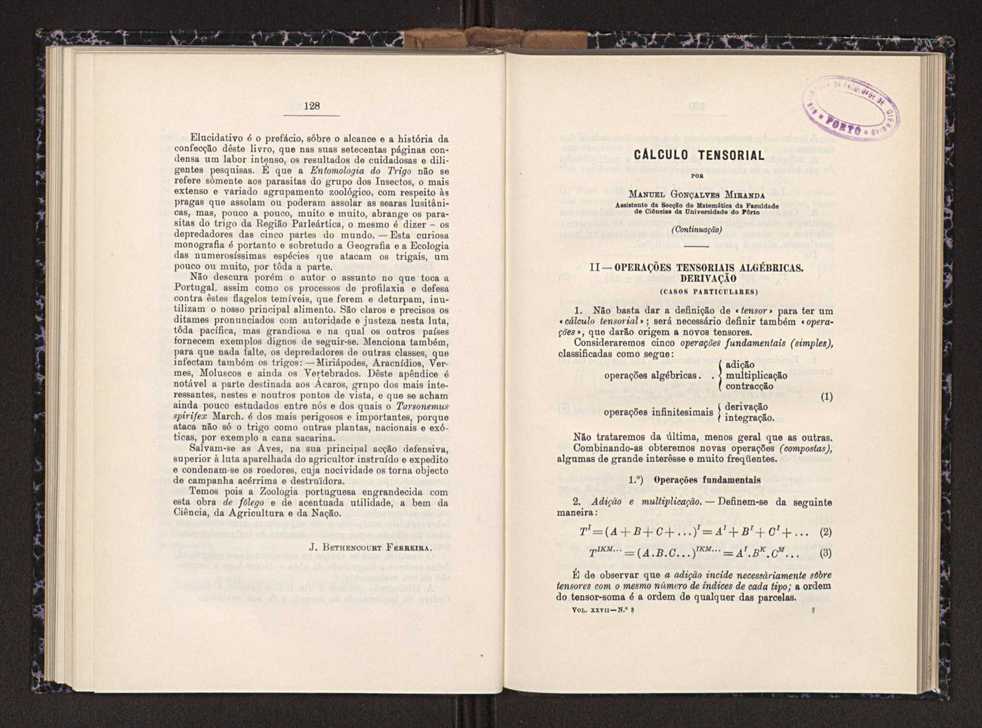 128
Elucidativo é o prefácio, sôbre o alcance e a história da
confecção dêste livro, que nas suas setecentas páginas con-
densa um labor intenso, os resultados de cuidadosas e dili-
gentes pesquisas. É que a Entomologia do Trigo não se
refere sòmente aos parasitas do grupo dos Insectos, o mais
extenso e variado agrupamento zoológico, com respeito às
pragas que assolam ou poderam assolar as searas lusitâni-
cas, mas, pouco a pouco, muito e muito, abrange os para-
sitas do trigo da Região Parleártica, o mesmo é dizer – os
depredadores das cinco partes do mundo. — Esta curiosa
monografia é portanto e sobretudo a Geografia e a Ecologia
das numerosíssimas espécies que atacam os trigais, um
pouco ou muito, por tôda a parte.
Não descura porém o autor o assunto no que toca a
Portugal. assim como os processos de profilaxia e defesa
contra êstes flagelos temíveis, que ferem e deturpam, inu-
tilizam o nosso principal alimento. São claros e precisos os
ditames pronunciados com autoridade e justeza nesta luta,
tôda pacífica, mas grandiosa e na qual os outros países
fornecem exemplos dignos de seguir-se. Menciona também,
para que nada falte, os depredadores de outras classes, que
infectam também os trigos: — Miriápodes, Aracnídios, Ver-
mes, Moluscos e ainda os Vertebrados. Dêste apêndice é
notável a parte destinada aos Ácaros, grupo dos mais inte-
ressantes, nestes e noutros pontos de vista, e que se acham
ainda pouco estudados entre nós e dos quais o Tarsonemus
spirifex March. é dos mais perigosos e importantes, porque
ataca não só o trigo como outras plantas, nacionais e exó-
ticas, por exemplo a cana sacarina.
Salvam-se as Aves, na sua principal acção defensiva,
superior à luta aparelhada do agricultor instruído e expedito
e condenam-se os roedores, cuja nocividade os torna objecto
de campanha acérrima e destruïdora.
Temos pois a Zoologia portuguesa engrandecida com
esta obra de fôlego e de acentuada utilidade, a bem da
Ciência, da Agricultura e da Nação.
J. BETHENCOURT FERREIRA.
PORTO
CÁLCULO TENSORIAL
POR
MANUEL GONÇALVES MIRANDA
Assistente da Secção de Matemática da Faculdade
de Ciências da Universidade do Pôrto
(Continuação)
II — OPERAÇÕES TENSORIAIS ALGÉBRICAS.
DERIVAÇÃO
(CASOS PARTICULARES)
1. Não basta dar a definição de «tensor» para ter um
«cálculo tensorial»; será necessário definir também «opera-
ções», que darão origem a novos tensores.
Consideraremos cinco operações fundamentais (simples),
classificadas como segue:
operações algébricas. . { adição
multiplicação
contracção
(1)
operações infinitesimais { derivação
integração.
Não trataremos da última, menos geral que as outras.
Combinando-as obteremos novas operações (compostas),
algumas de grande interêsse e muito freqüentes.
1.º) Operações fundamentais
2. Adição e multiplicação. — Definem-se da seguinte
maneira:
T^I = (A + B + C + ...)^I = A^I + B^I + C^I + ... (2)
T^{IKM...} = (A.B.C...)^{IKM...} = A^I.B^K.C^M... (3)
É de observar que a adição incide necessàriamente sôbre
tensores com o mesmo número de índices de cada tipo; a ordem
do tensor-soma é a ordem de qualquer das parcelas.
VOL. XXVII — N.º 3